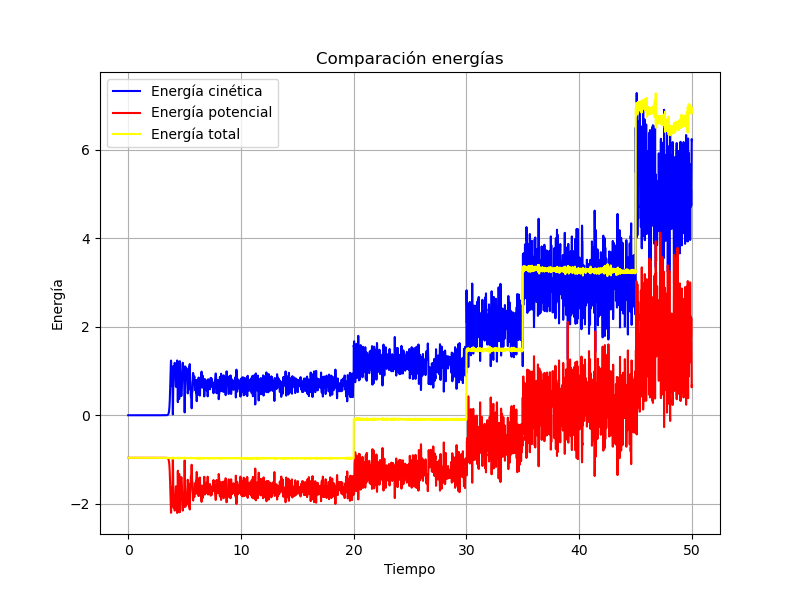 Comparación energías
Energía cinética
Energía potencial
Energía total
Energía
6
4
2
0
−2
0 10 20 30 40 50
Tiempo